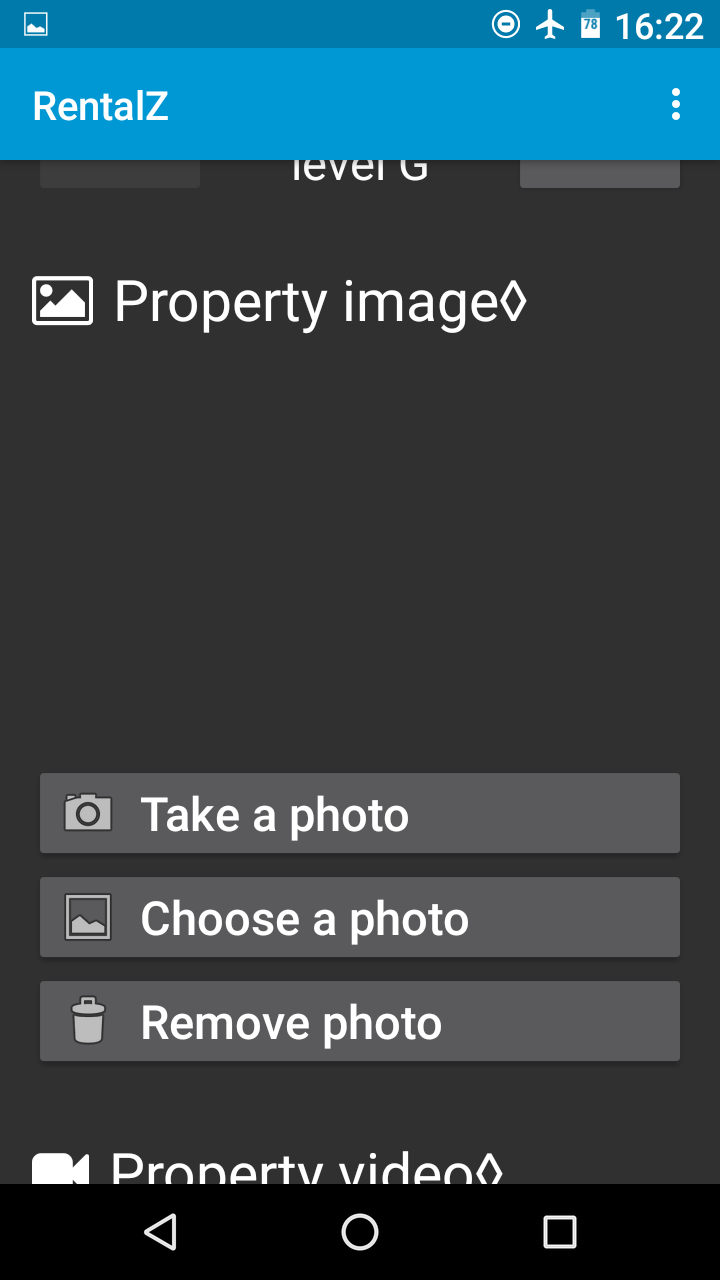 78 16:22
RentalZ
level G
Property image◊
Take a photo
Choose a photo
Remove photo
Property video◊